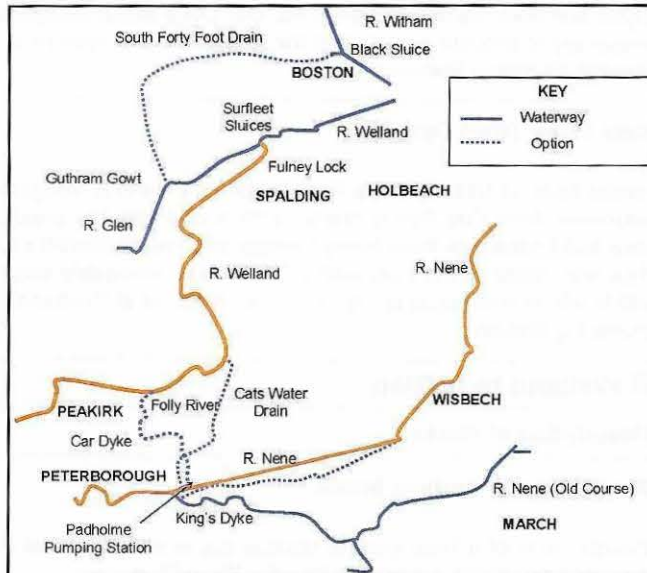 R. Witham
South Forty Foot Drain
Black Sluice
BOSTON
KEY
Waterway
Option
Surfleet
Sluices
R. Welland
Guthram Gowt
Fulney Lock
SPALDING
HOLBEACH
R. Glen
R. Welland
R. Nene
PEAKIRK
Folly River
Cats Water
Drain
WISBECH
Car Dyke
R. Nene
PETERBOROUGH
R. Nene (Old Course)
Padholme
Pumping Station
King's Dyke
MARCH